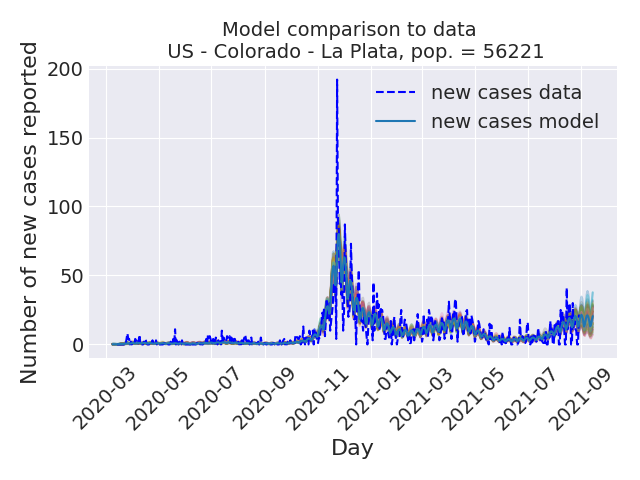 Model comparison to data
US - Colorado - La Plata, pop. = 56221
Number of new cases reported
200
150
100
50
0
new cases data
new cases model
2020-03
2020-05
2020-07
2020-09
2020-11
2021-01
2021-03
2021-05
2021-07
2021-09
Day